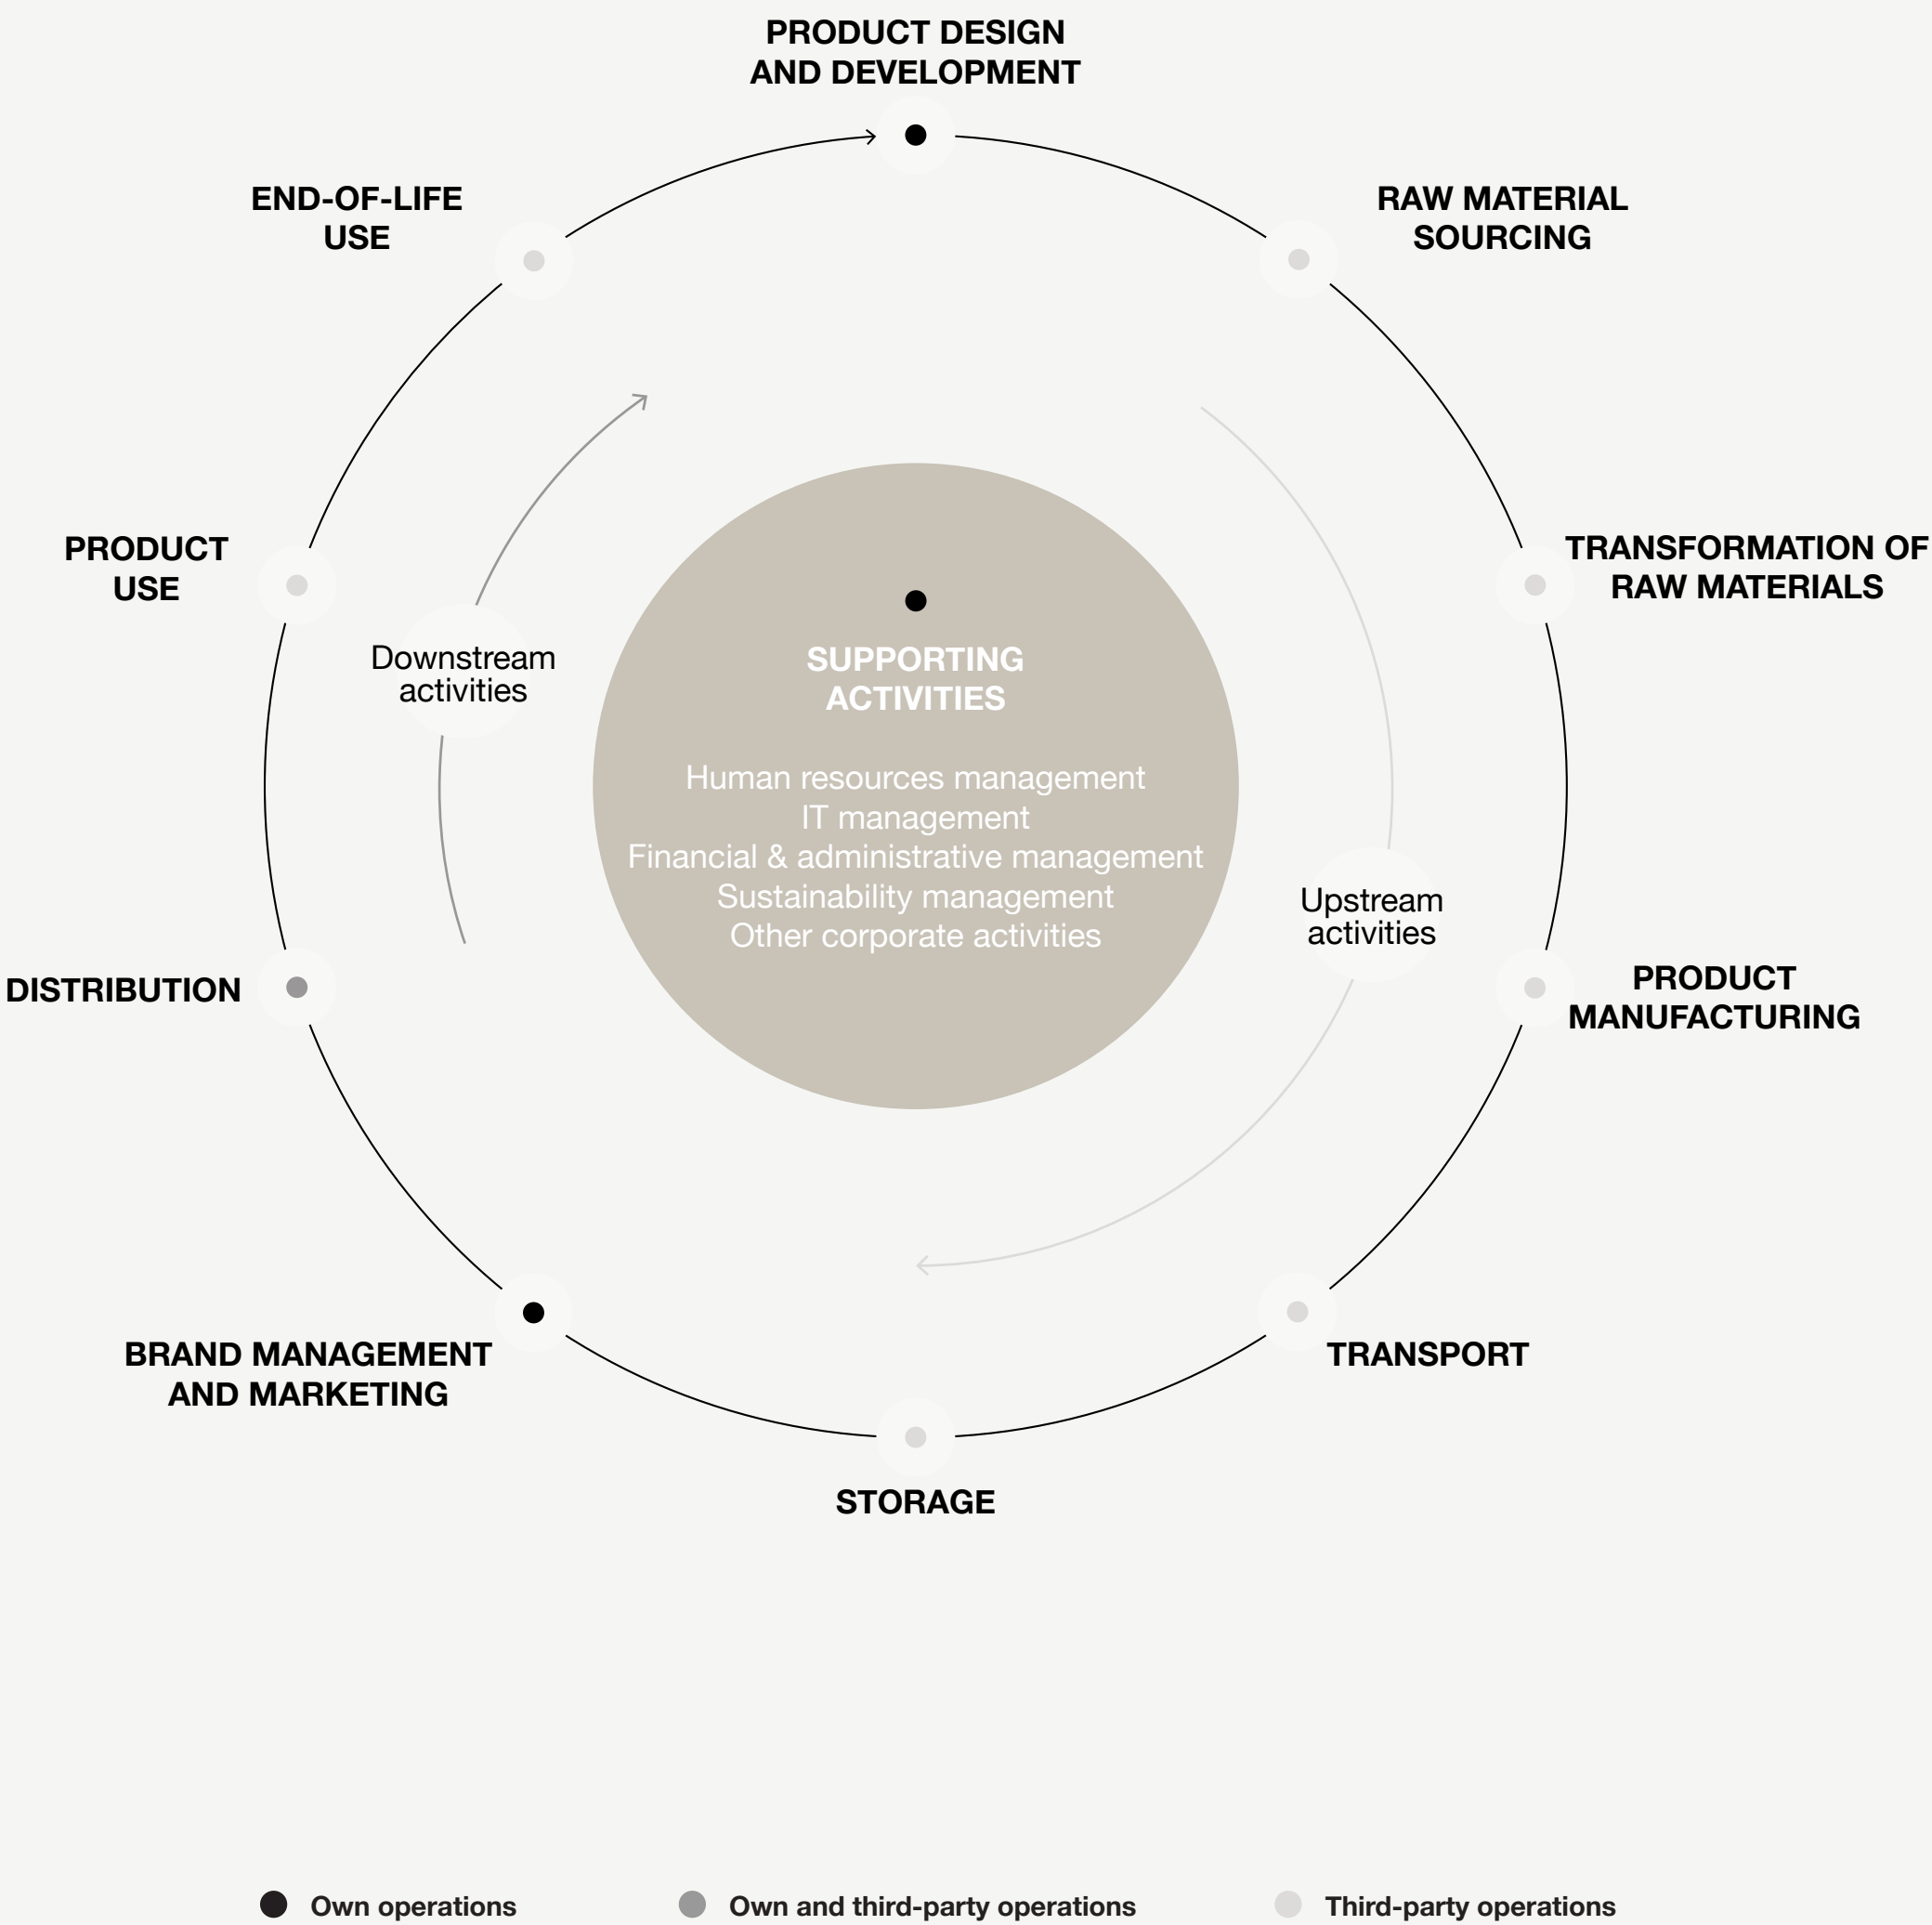 PRODUCT DESIGN
AND DEVELOPMENT
RAW MATERIAL
SOURCING
TRANSFORMATION OF
RAW MATERIALS
PRODUCT
MANUFACTURING
TRANSPORT
STORAGE
BRAND MANAGEMENT
AND MARKETING
DISTRIBUTION
PRODUCT
USE
END-OF-LIFE
USE
Downstream
activities
Upstream
activities
SUPPORTING
ACTIVITIES
Human resources management
IT management
Financial & administrative management
Sustainability management
Other corporate activities
Own operations
Own and third-party operations
Third-party operations